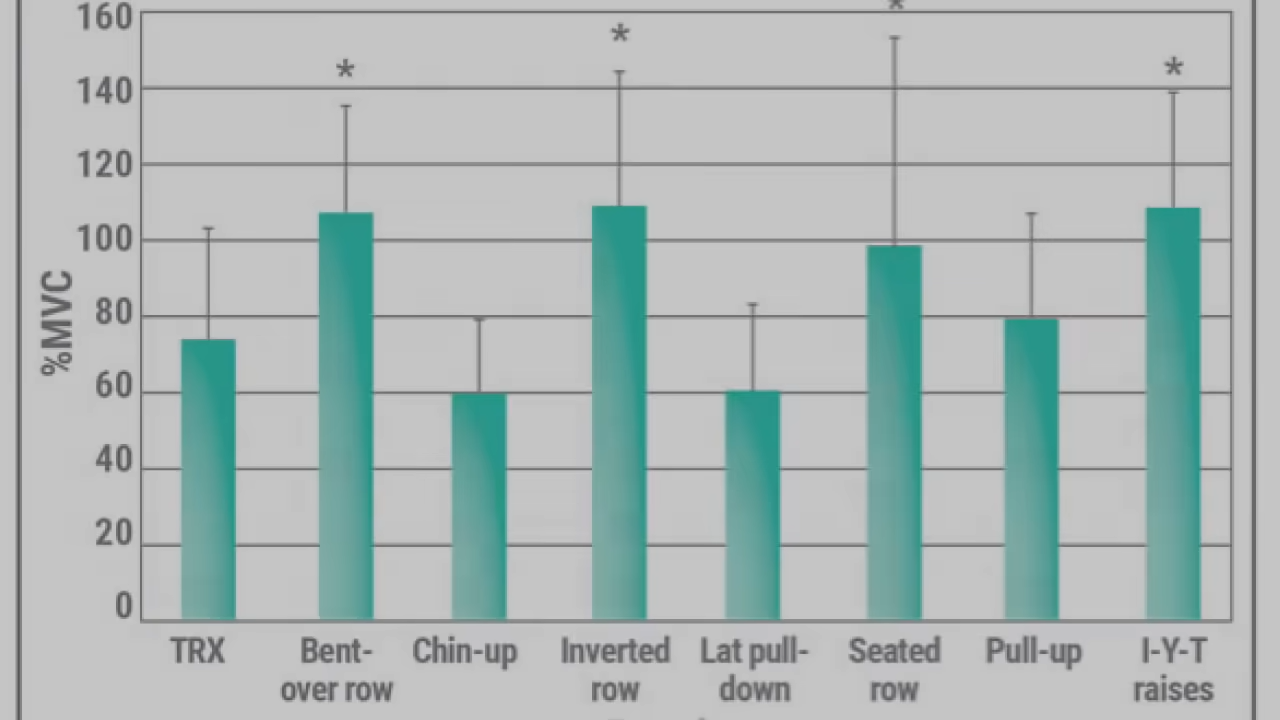 160
140
120
100
80
60
40
20
0
%MVC
*
*
*
*
TRX
Bent-
over row
Chin-up
Inverted
row
Lat pull-
down
Seated
row
Pull-up
I-Y-T
raises